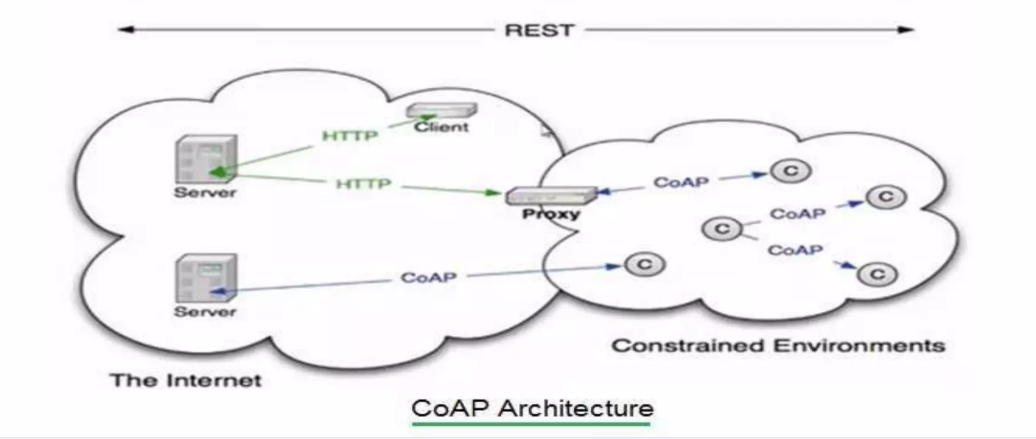 REST
HTTP
Client
Server
HTTP
Proxy
CoAP
C
C
CoAP
C
CoAP
C
C
CoAP
Server
Constrained Environments
The Internet
CoAP Architecture